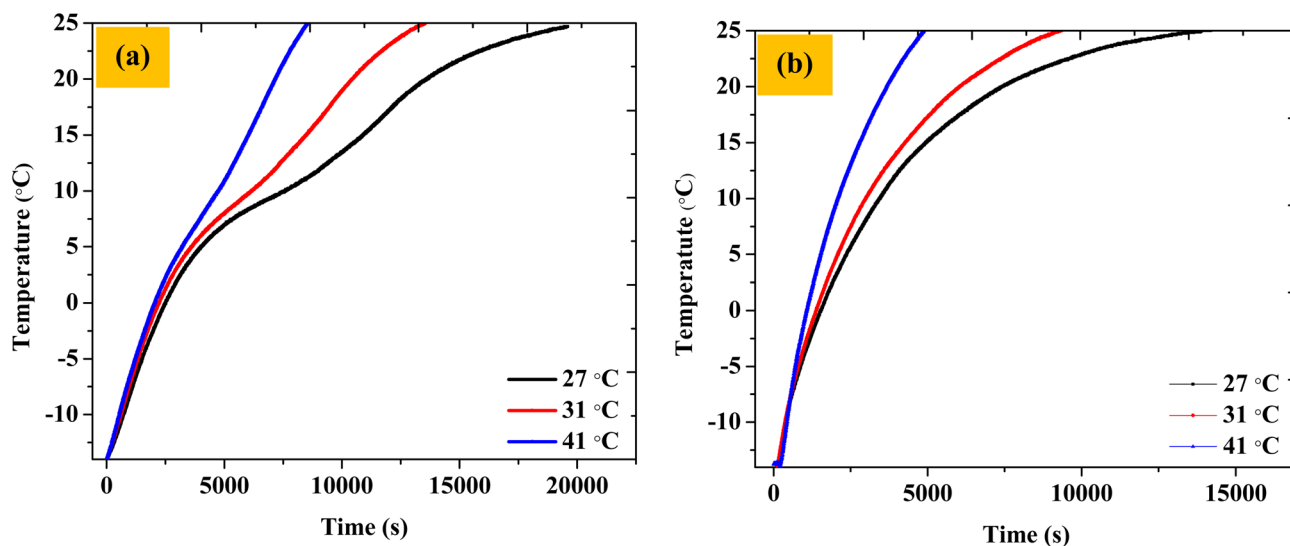 (a)
Temperature (°C)
25
20
15
10
5
0
-5
-10
0 5000 10000 15000 20000
Time (s)
27 °C
31 °C
41 °C
(b)
Temperatute (°C)
25
20
15
10
5
0
-5
-10
0 5000 10000 15000
Time (s)
27 °C
31 °C
41 °C